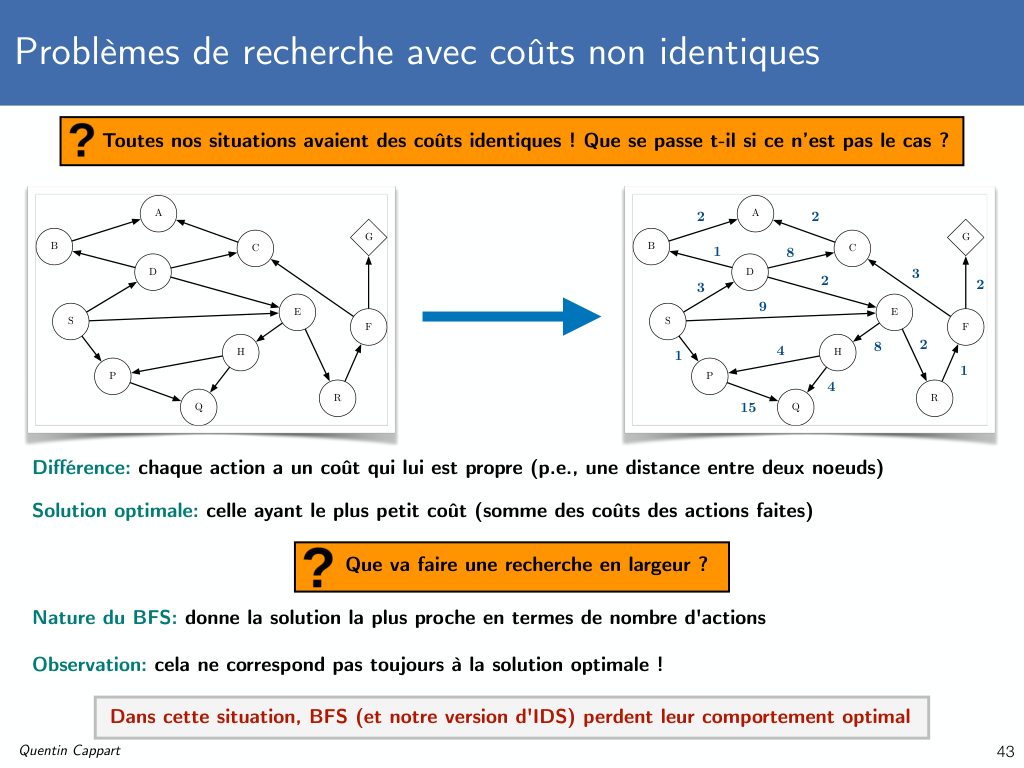 Problèmes de recherche avec coûts non identiques
? Toutes nos situations avaient des coûts identiques ! Que se passe t-il si ce n'est pas le cas ?
A
B
C
G
D
S
E
F
H
P
Q
R
2
A
2
B
C
G
1
8
D
3
2
3
2
9
S
E
F
1
4
H
8
2
P
4
1
15
Q
R
Différence: chaque action a un coût qui lui est propre (p.e., une distance entre deux noeuds)
Solution optimale: celle ayant le plus petit coût (somme des coûts des actions faites)
? Que va faire une recherche en largeur ?
Nature du BFS: donne la solution la plus proche en termes de nombre d'actions
Observation: cela ne correspond pas toujours à la solution optimale !
Dans cette situation, BFS (et notre version d'IDS) perdent leur comportement optimal
Quentin Cappart
43